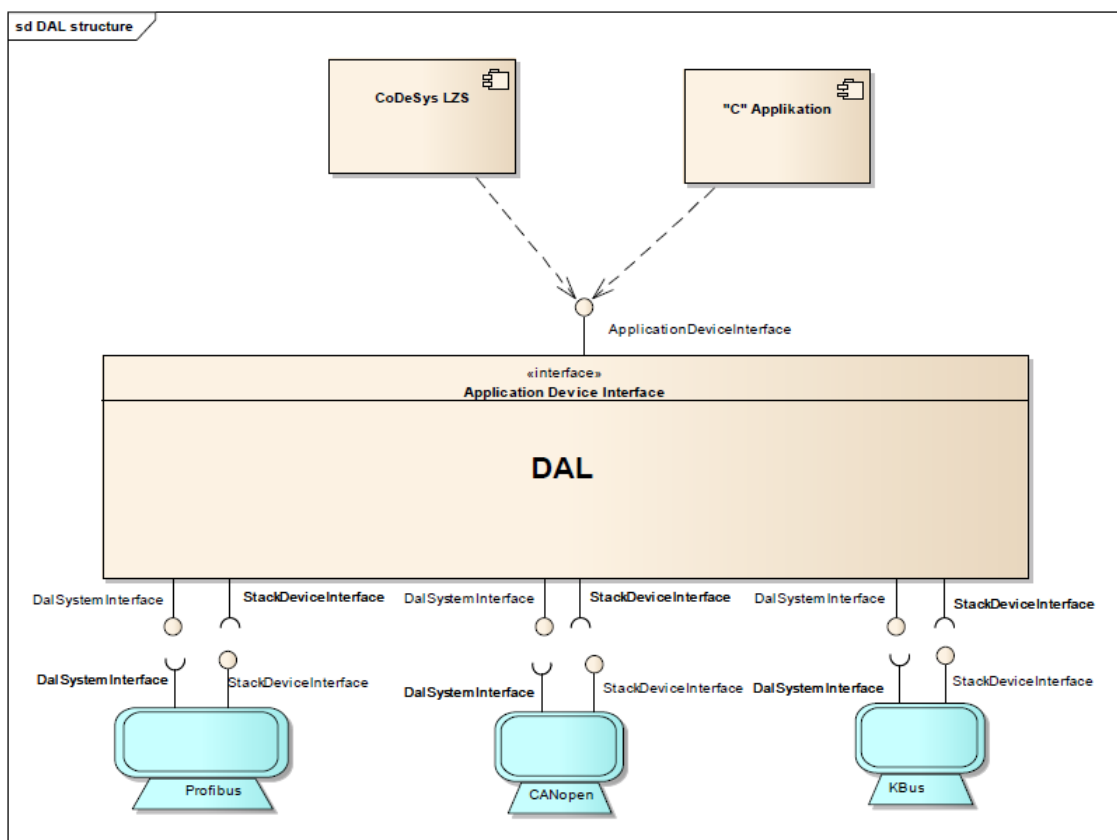 sd DAL structure
CoDeSys LZS
"C" Applikation
ApplicationDeviceInterface
«interface»
Application Device Interface
DAL
DalSystemInterface
StackDeviceInterface
DalSystemInterface
StackDeviceInterface
DalSystemInterface
StackDeviceInterface
DalSystemInterface
StackDeviceInterface
DalSystemInterface
StackDeviceInterface
DalSystemInterface
StackDeviceInterface
Profibus
CANopen
KBus